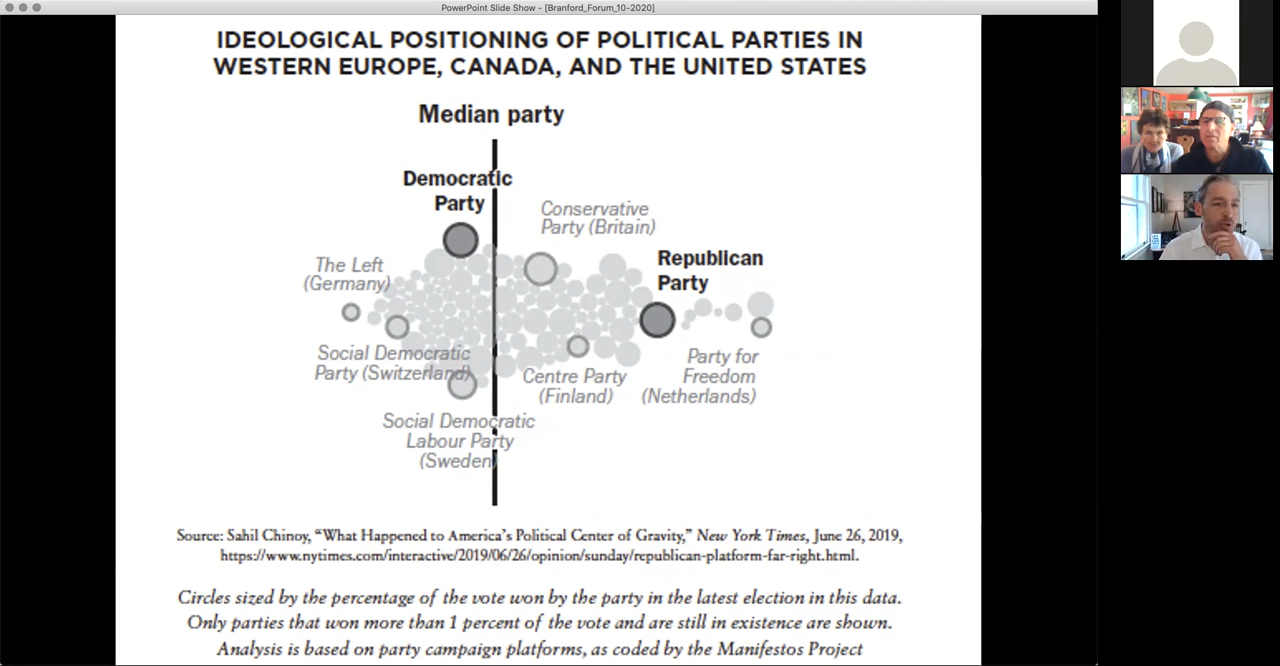 PowerPoint Slide Show - [Branford_Forum_10-2020]
IDEOLOGICAL POSITIONING OF POLITICAL PARTIES IN
WESTERN EUROPE, CANADA, AND THE UNITED STATES
Median party
Democratic
Party
Conservative
Party (Britain)
The Left
(Germany)
Republican
Party
Social Democratic
Party (Switzerland)
Centre Party
(Finland)
Party for
Freedom
(Netherlands)
Social Democratic
Labour Party
(Sweden)
Source: Sahil Chinoy, “What Happened to America’s Political Center of Gravity,” New York Times, June 26, 2019,
https://www.nytimes.com/interactive/2019/06/26/opinion/sunday/republican-platform-far-right.html.
Circles sized by the percentage of the vote won by the party in the latest election in this data.
Only parties that won more than 1 percent of the vote and are still in existence are shown.
Analysis is based on party campaign platforms, as coded by the Manifestos Project